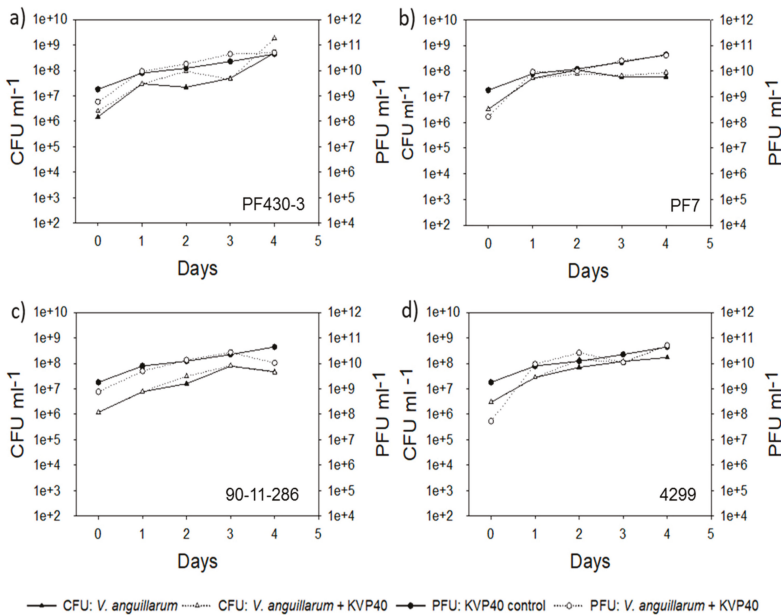 a)
1e+10
1e+9
1e+8
1e+7
1e+6
1e+5
1e+4
1e+3
1e+2
CFU ml-1
1e+12
1e+11
1e+10
1e+9
1e+8
1e+7
1e+6
1e+5
1e+4
PFU ml-1
PF430-3
0 1 2 3 4 5
Days
b)
1e+10
1e+9
1e+8
1e+7
1e+6
1e+5
1e+4
1e+3
1e+2
CFU ml-1
1e+12
1e+11
1e+10
1e+9
1e+8
1e+7
1e+6
1e+5
1e+4
PFU ml-1
PF7
0 1 2 3 4 5
Days
c)
1e+10
1e+9
1e+8
1e+7
1e+6
1e+5
1e+4
1e+3
1e+2
CFU ml-1
1e+12
1e+11
1e+10
1e+9
1e+8
1e+7
1e+6
1e+5
1e+4
PFU ml-1
90-11-286
0 1 2 3 4 5
Days
d)
1e+10
1e+9
1e+8
1e+7
1e+6
1e+5
1e+4
1e+3
1e+2
CFU ml-1
1e+12
1e+11
1e+10
1e+9
1e+8
1e+7
1e+6
1e+5
1e+4
PFU ml-1
4299
0 1 2 3 4 5
Days
CFU: V. anguillarum CFU: V. anguillarum + KVP40 PFU: KVP40 control PFU: V. anguillarum + KVP40